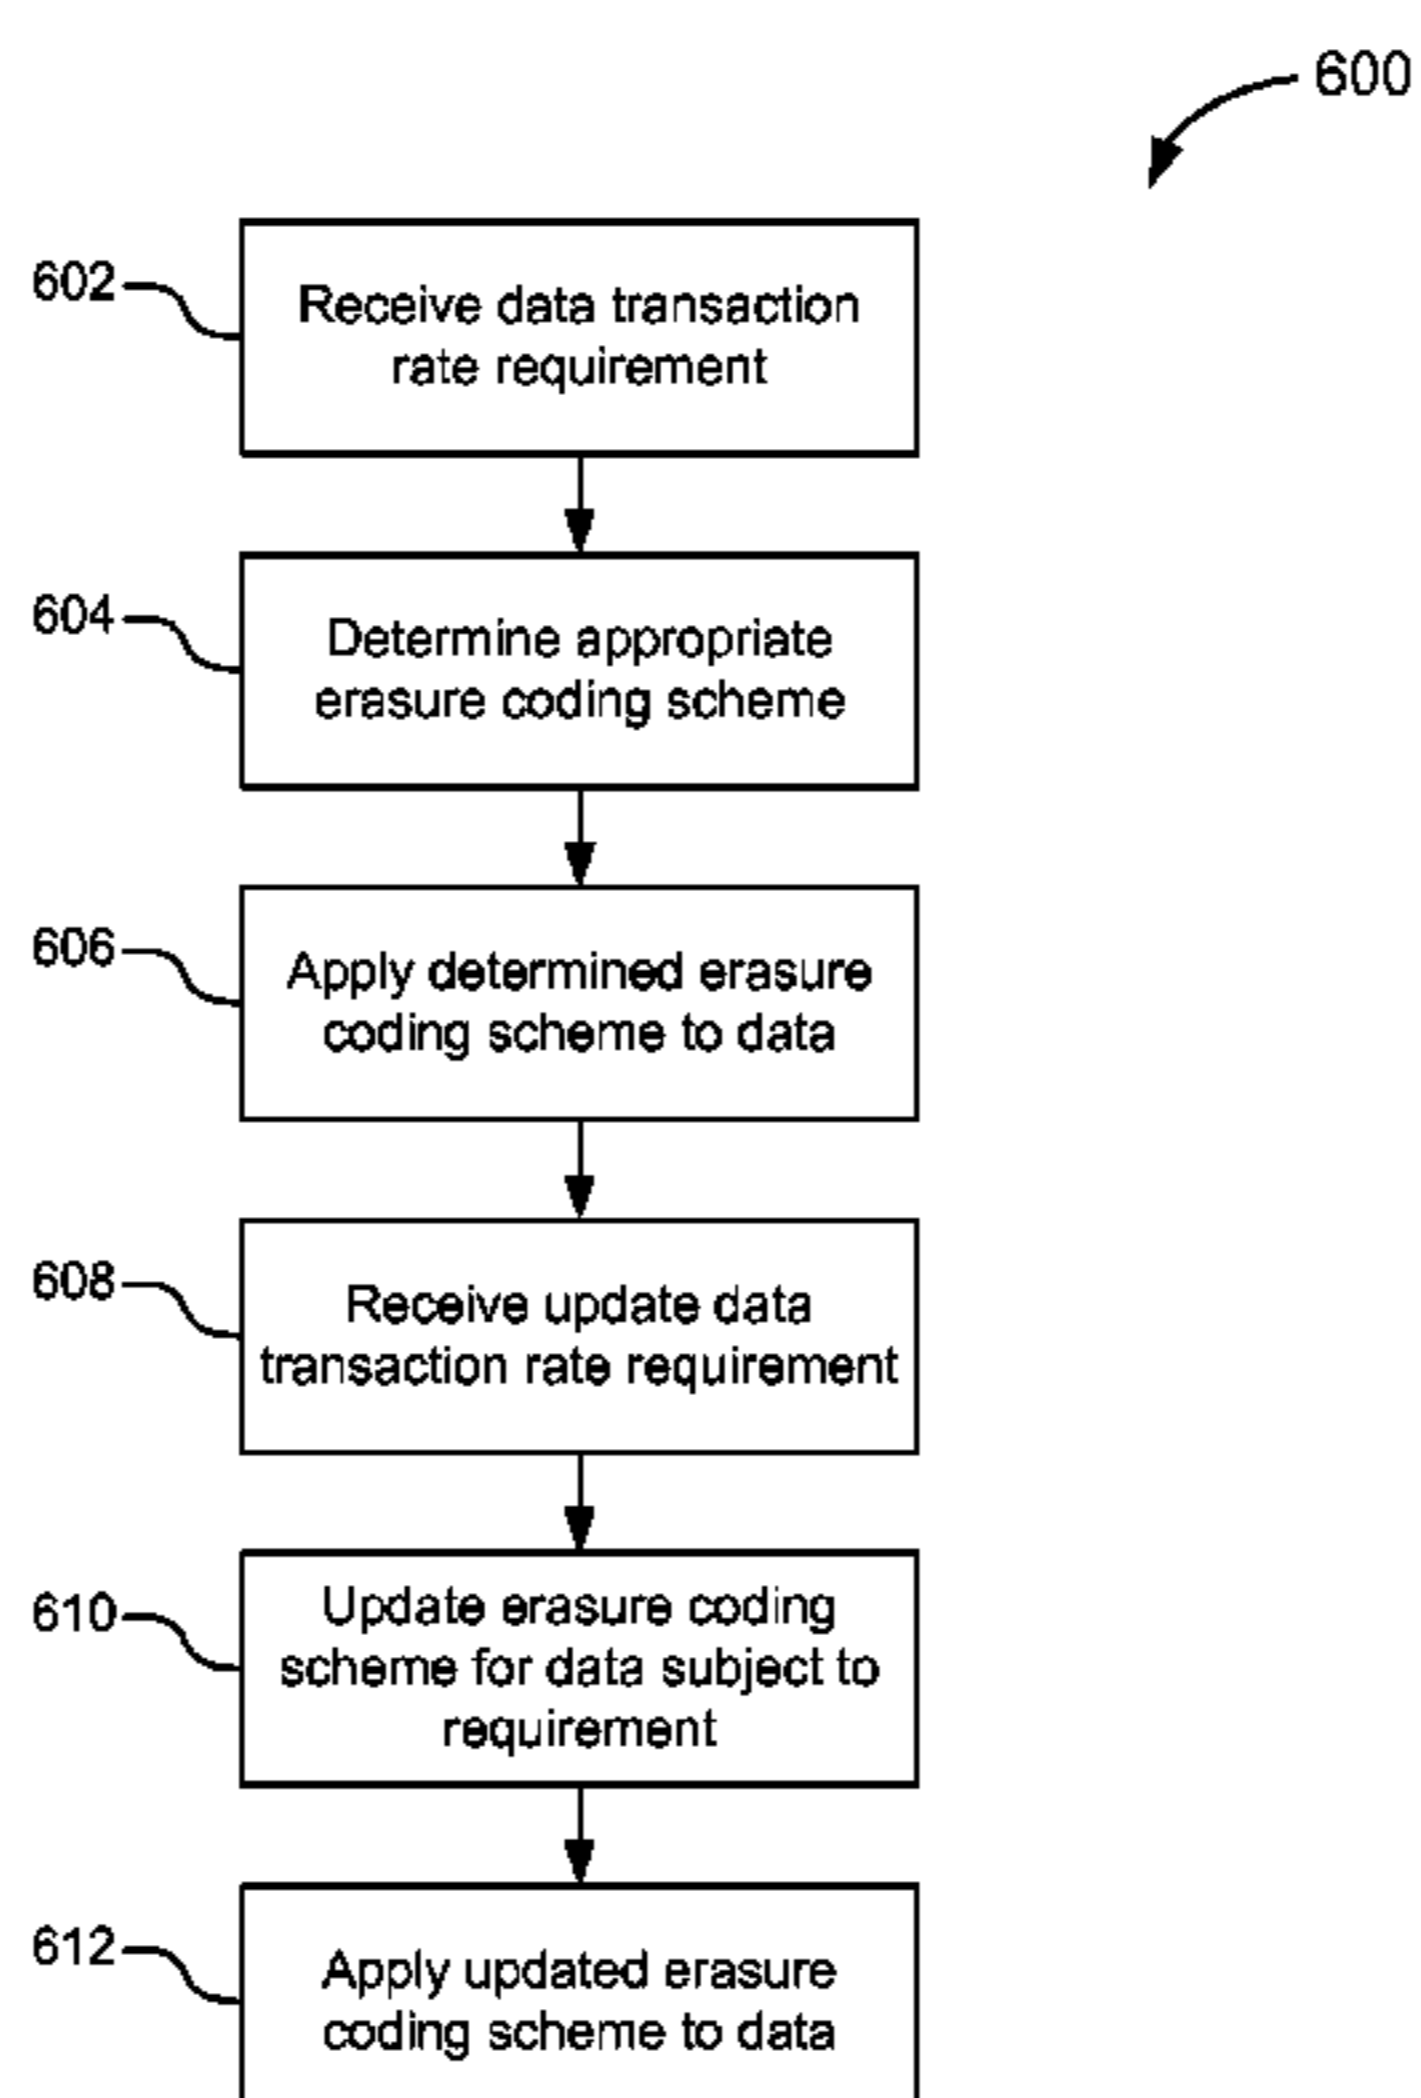 600
602
Receive data transaction
rate requirement
604
Determine appropriate
erasure coding scheme
606
Apply determined erasure
coding scheme to data
608
Receive update data
transaction rate requirement
610
Update erasure coding
scheme for data subject to
requirement
612
Apply updated erasure
coding scheme to data